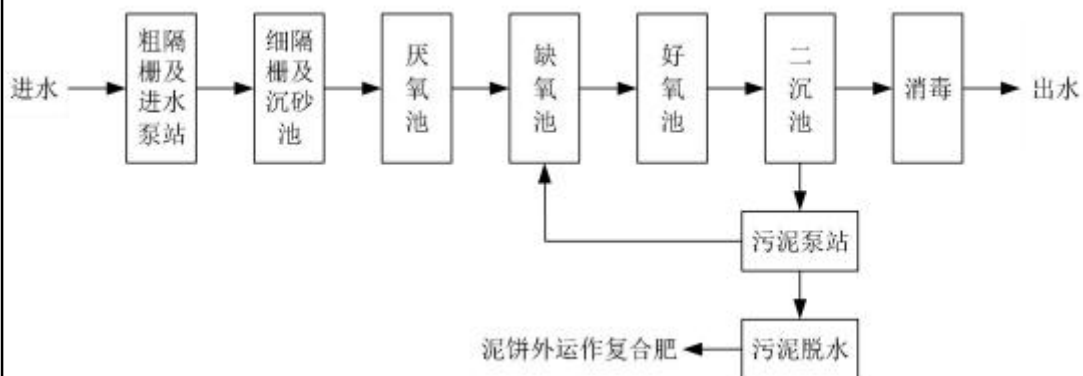 进水
粗隔
栅及
进水
泵站
细隔
栅及
沉砂
池
厌
氧
池
缺
氧
池
好
氧
池
二
沉
池
消毒
出水
污泥泵站
泥饼外运作复合肥
污泥脱水